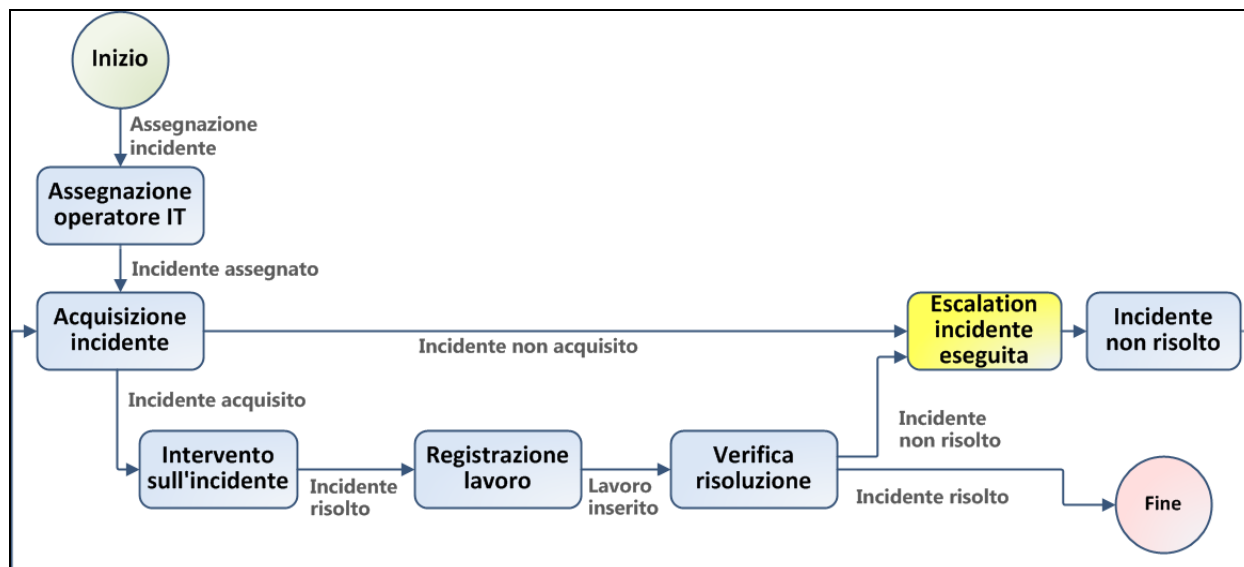 Inizio
Assegnazione
incidente
Assegnazione
operatore IT
Incidente assegnato
Acquisizione
incidente
Incidente non acquisito
Escalation
incidente
eseguita
Incidente
non risolto
Incidente acquisito
Intervento
sull'incidente
Incidente
risolto
Registrazione
lavoro
Lavoro
inserito
Verifica
risoluzione
Incidente
non risolto
Incidente risolto
Fine